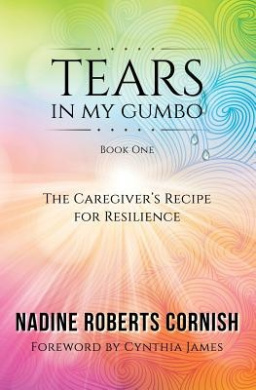 TEARS
IN MY GUMBO
BOOK ONE
THE CAREGIVER'S RECIPE
FOR RESILIENCE
NADINE ROBERTS CORNISH
FOREWORD BY CYNTHIA JAMES